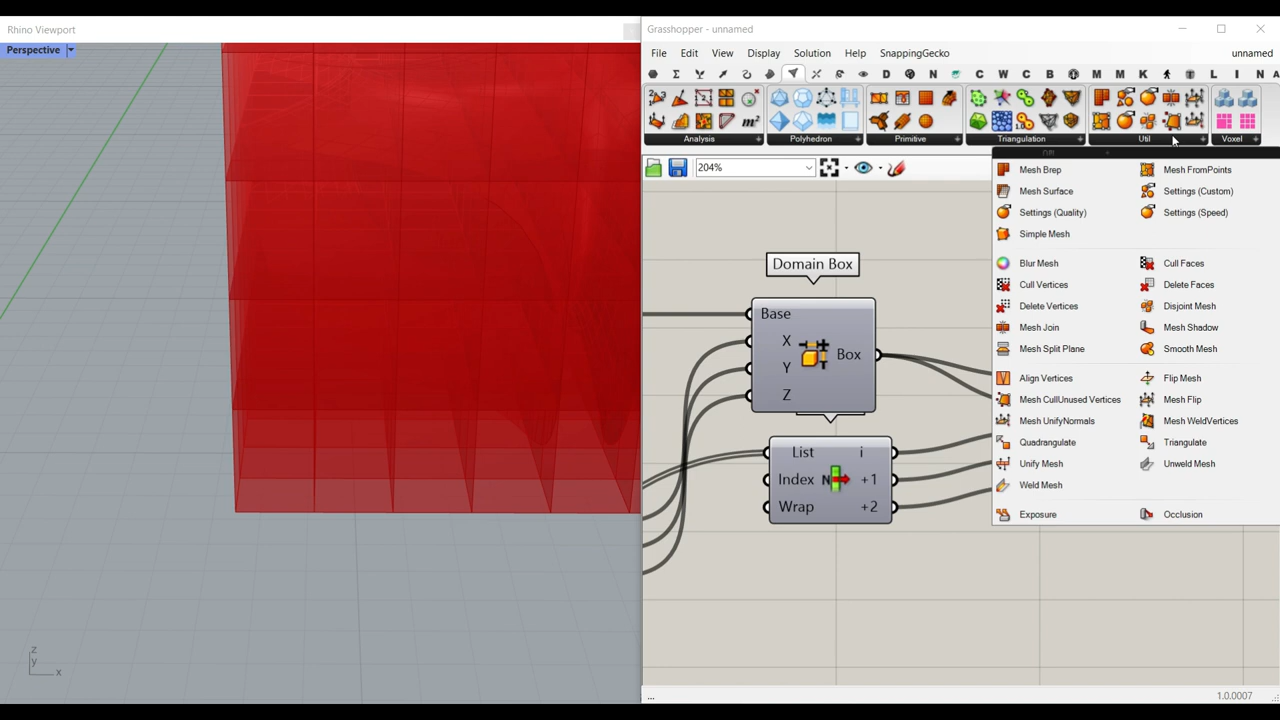 Rhino Viewport
Perspective
z
y
x
Grasshopper - unnamed
File Edit View Display Solution Help SnappingGecko unnamed
D N C W C B M M K L I N A
Analysis Polyhedron Primitive Triangulation Util Voxel
204%
Util
Mesh Brep Mesh FromPoints
Mesh Surface Settings (Custom)
Settings (Quality) Settings (Speed)
Simple Mesh
Blur Mesh Cull Faces
Cull Vertices Delete Faces
Delete Vertices Disjoint Mesh
Mesh Join Mesh Shadow
Mesh Split Plane Smooth Mesh
Align Vertices Flip Mesh
Mesh CullUnused Vertices Mesh Flip
Mesh UnifyNormals Mesh WeldVertices
Quadrangulate Triangulate
Unify Mesh Unweld Mesh
Weld Mesh
Exposure Occlusion
Domain Box
Base
X
Y Box
Z
List i
Index N +1
Wrap +2
...
1.0.0007